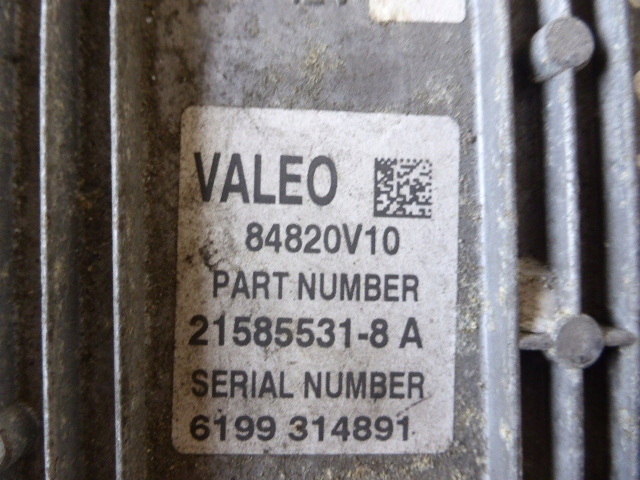 VALEO
84820V10
PART NUMBER
21585531-8 A
SERIAL NUMBER
6199 314891